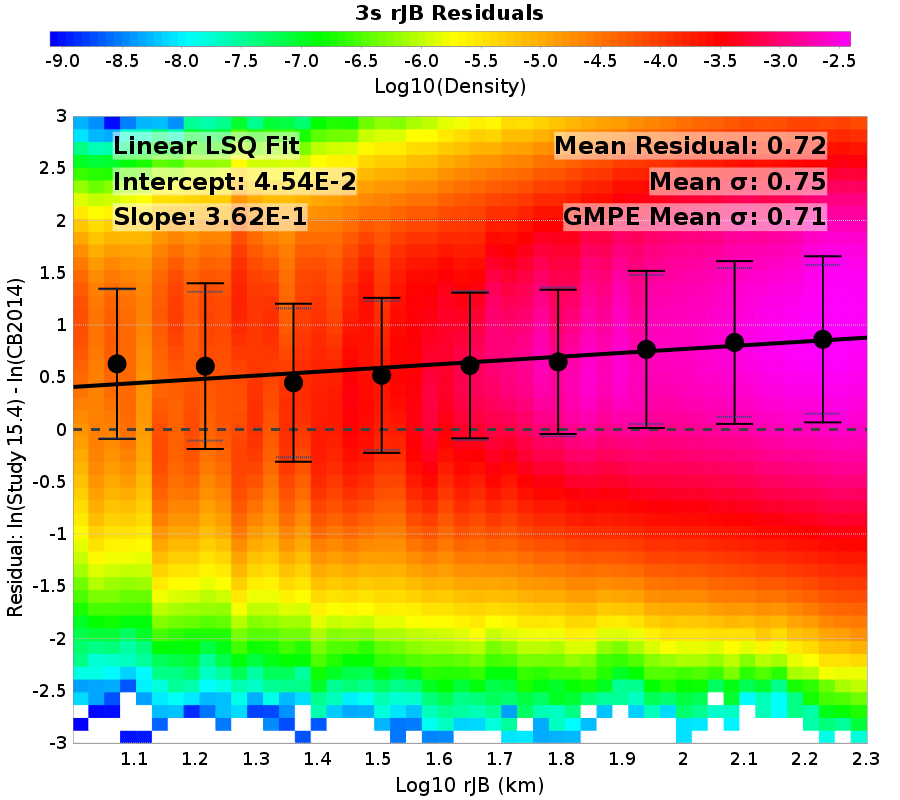 3s rJB Residuals
-9.0 -8.5 -8.0 -7.5 -7.0 -6.5 -6.0 -5.5 -5.0 -4.5 -4.0 -3.5 -3.0 -2.5
Log10(Density)
Linear LSQ Fit
Intercept: 4.54E-2
Slope: 3.62E-1
Mean Residual: 0.72
Mean σ: 0.75
GMPE Mean σ: 0.71
Residual: ln(Study 15.4) - ln(CB2014)
3
2.5
2
1.5
1
0.5
0
-0.5
-1
-1.5
-2
-2.5
-3
1.1 1.2 1.3 1.4 1.5 1.6 1.7 1.8 1.9 2 2.1 2.2 2.3
Log10 rJB (km)